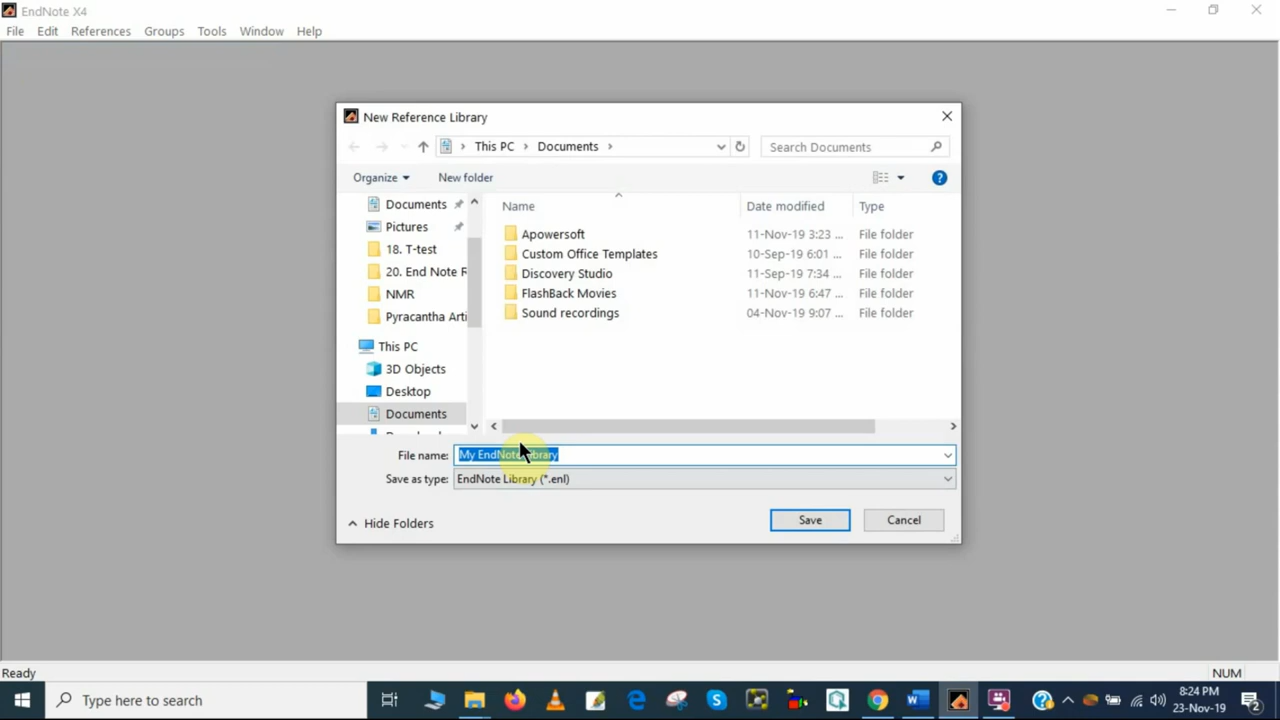 EndNote X4
File Edit References Groups Tools Window Help
New Reference Library
This PC Documents
Search Documents
Organize New folder
Name Date modified Type
Documents
Pictures
18. T-test
20. End Note R
NMR
Pyracantha Arti
This PC
3D Objects
Desktop
Documents
Apowersoft 11-Nov-19 3:23 ... File folder
Custom Office Templates 10-Sep-19 6:01 ... File folder
Discovery Studio 11-Sep-19 7:34 ... File folder
FlashBack Movies 11-Nov-19 6:47 ... File folder
Sound recordings 04-Nov-19 9:07 ... File folder
File name: My EndNote Library
Save as type: EndNote Library (*.enl)
Hide Folders
Save Cancel
Ready
NUM
Type here to search
8:24 PM
23-Nov-19
2